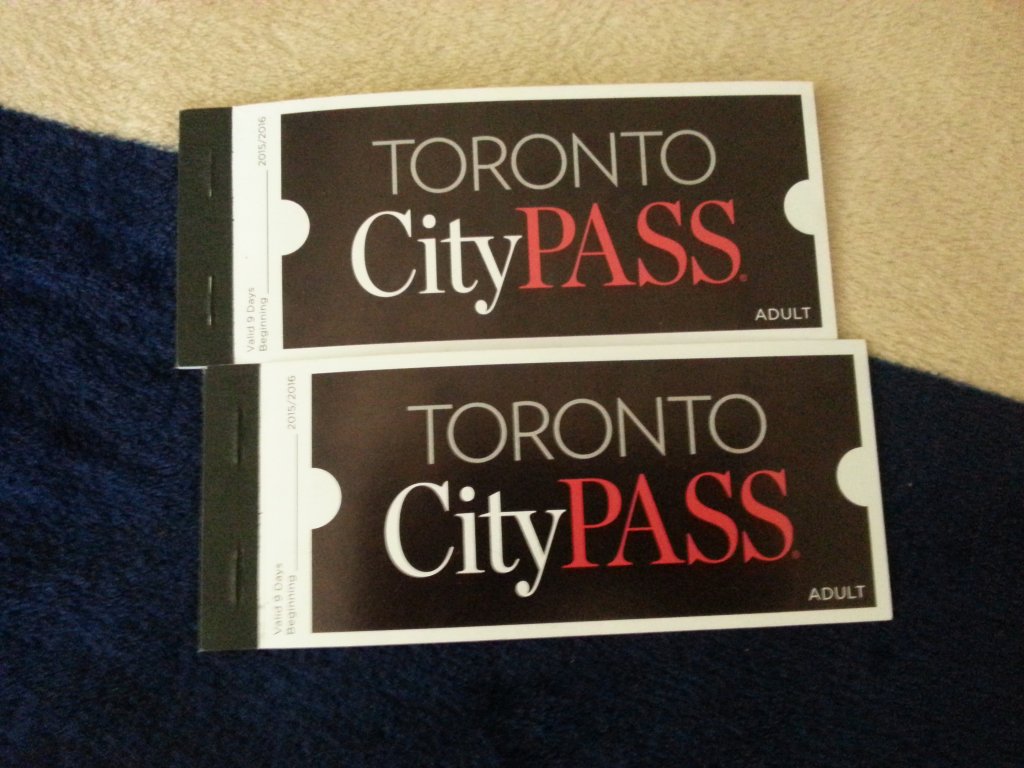 TORONTO
CityPASS®
ADULT
Valid 9 Days
Beginning 2015/2016
TORONTO
CityPASS®
ADULT
Valid 9 Days
Beginning 2015/2016